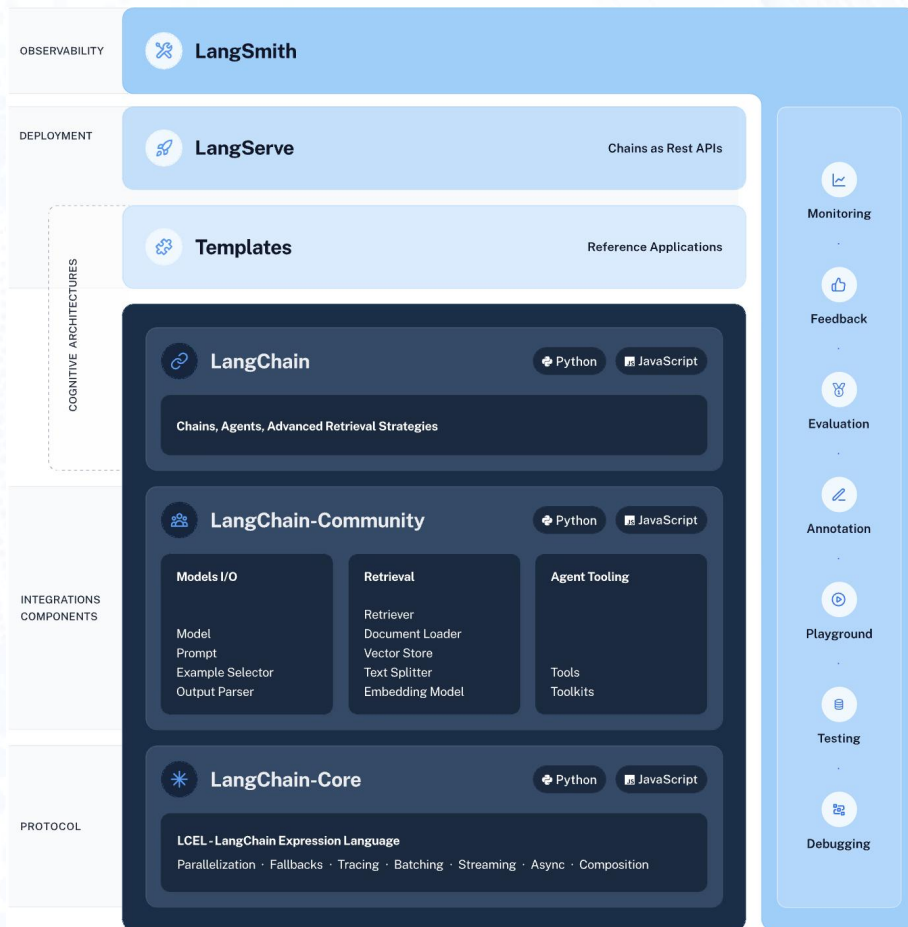 OBSERVABILITY
LangSmith
DEPLOYMENT
LangServe
Chains as Rest APIs
Templates
Reference Applications
COGNITIVE ARCHITECTURES
LangChain
Python
JavaScript
Chains, Agents, Advanced Retrieval Strategies
INTEGRATIONS
COMPONENTS
LangChain-Community
Python
JavaScript
Models I/O
Model
Prompt
Example Selector
Output Parser
Retrieval
Retriever
Document Loader
Vector Store
Text Splitter
Embedding Model
Agent Tooling
Tools
Toolkits
PROTOCOL
LangChain-Core
Python
JavaScript
LCEL - LangChain Expression Language
Parallelization · Fallbacks · Tracing · Batching · Streaming · Async · Composition
Monitoring
Feedback
Evaluation
Annotation
Playground
Testing
Debugging